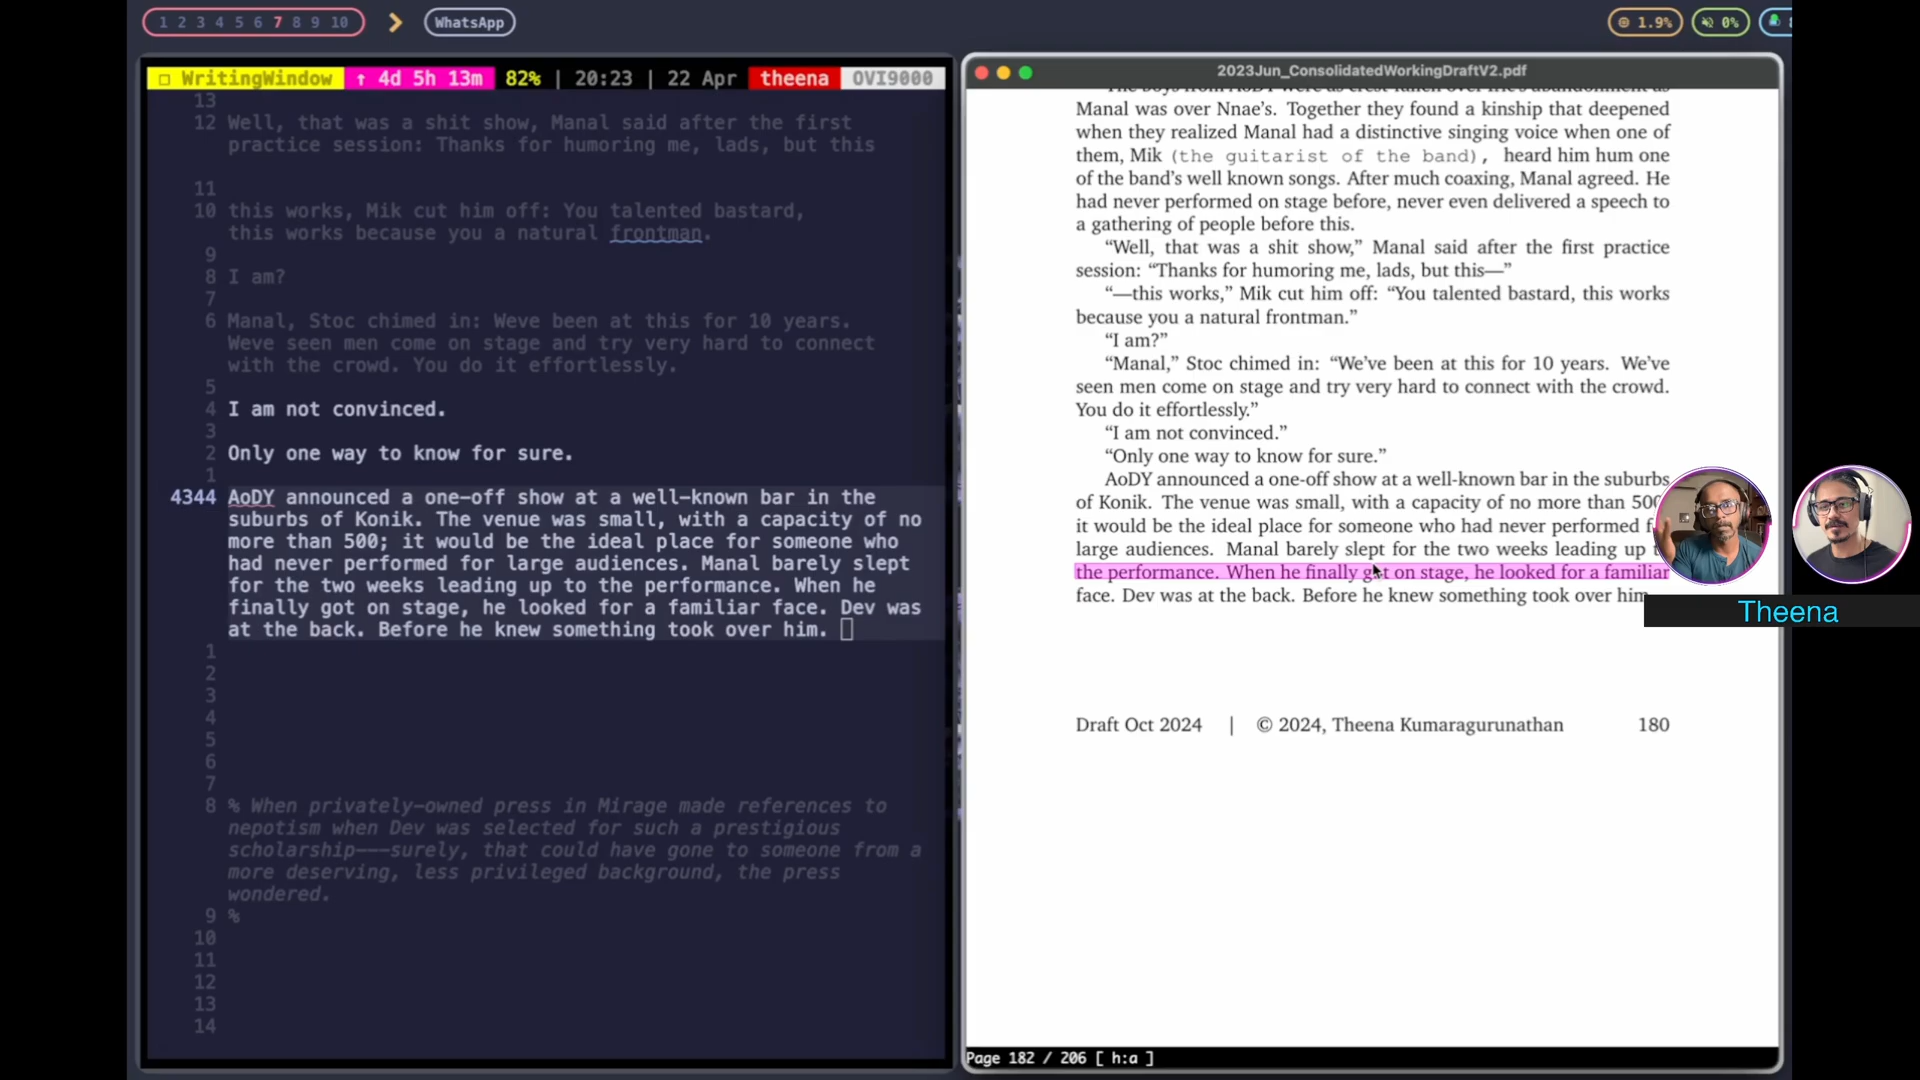 1 2 3 4 5 6 7 8 9 10
WhatsApp
1.9%
0%
□ WritingWindow ↑ 4d 5h 13m 82% | 20:23 | 22 Apr theena OVI9000
13
12 Well, that was a shit show, Manal said after the first
practice session: Thanks for humoring me, lads, but this
11
10 this works, Mik cut him off: You talented bastard,
this works because you a natural frontman.
9
8 I am?
7
6 Manal, Stoc chimed in: Weve been at this for 10 years.
Weve seen men come on stage and try very hard to connect
with the crowd. You do it effortlessly.
5
4 I am not convinced.
3
2 Only one way to know for sure.
1
4344 AoDY announced a one-off show at a well-known bar in the
suburbs of Konik. The venue was small, with a capacity of no
more than 500; it would be the ideal place for someone who
had never performed for large audiences. Manal barely slept
for the two weeks leading up to the performance. When he
finally got on stage, he looked for a familiar face. Dev was
at the back. Before he knew something took over him.
1
2
3
4
5
6
7
8 % When privately-owned press in Mirage made references to
nepotism when Dev was selected for such a prestigious
scholarship---surely, that could have gone to someone from a
more deserving, less privileged background, the press
wondered.
9 %
10
11
12
13
14
2023Jun_ConsolidatedWorkingDraftV2.pdf
Manal was over Nnae's. Together they found a kinship that deepened
when they realized Manal had a distinctive singing voice when one of
them, Mik (the guitarist of the band), heard him hum one
of the band's well known songs. After much coaxing, Manal agreed. He
had never performed on stage before, never even delivered a speech to
a gathering of people before this.
“Well, that was a shit show,” Manal said after the first practice
session: “Thanks for humoring me, lads, but this—”
“—this works,” Mik cut him off: “You talented bastard, this works
because you a natural frontman.”
“I am?”
“Manal,” Stoc chimed in: “We've been at this for 10 years. We've
seen men come on stage and try very hard to connect with the crowd.
You do it effortlessly.”
“I am not convinced.”
“Only one way to know for sure.”
AoDY announced a one-off show at a well-known bar in the suburbs
of Konik. The venue was small, with a capacity of no more than 500
it would be the ideal place for someone who had never performed
large audiences. Manal barely slept for the two weeks leading up
the performance. When he finally got on stage, he looked for a familiar
face. Dev was at the back. Before he knew something took over him
Draft Oct 2024 | © 2024, Theena Kumaragurunathan 180
Page 182 / 206 [ h:a ]
Theena